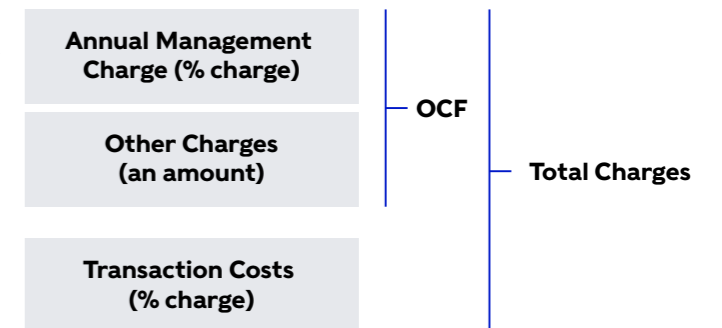 Annual Management
Charge (% charge)
OCF
Other Charges
(an amount)
Total Charges
Transaction Costs
(% charge)